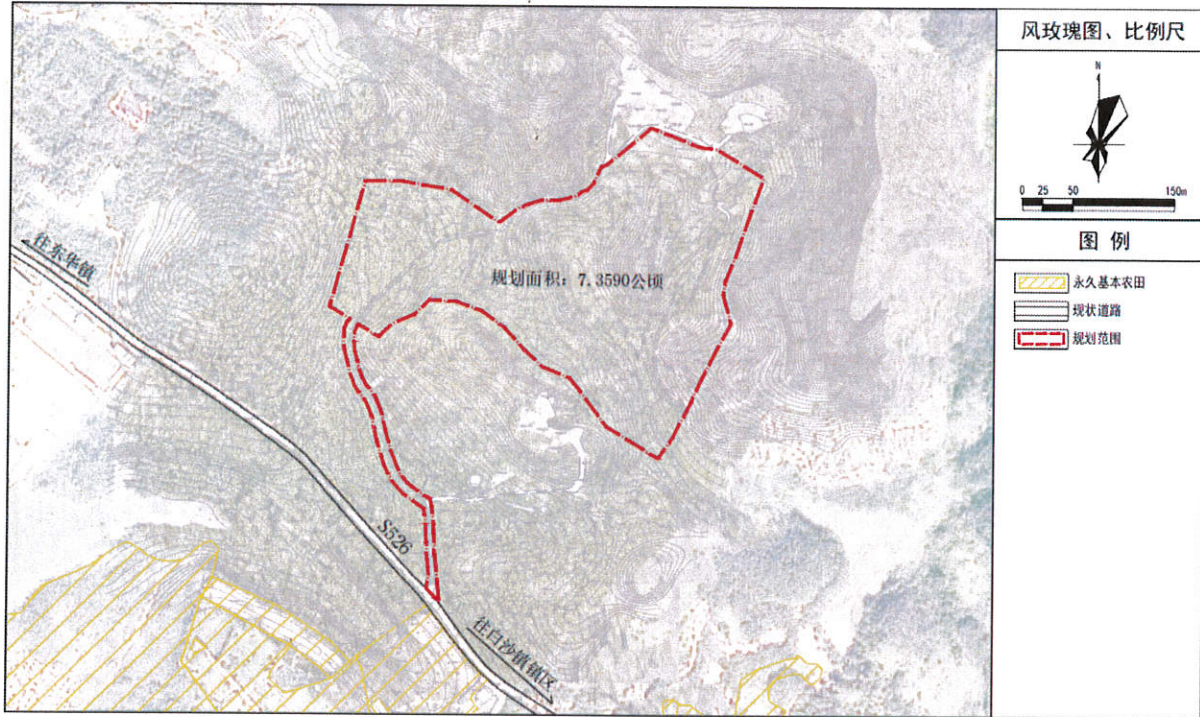 风玫瑰图、比例尺
N
0 25 50 150m
图 例
永久基本农田
现状道路
规划范围
往东华镇
规划面积：7.3590公顷
S526
往白沙镇镇区